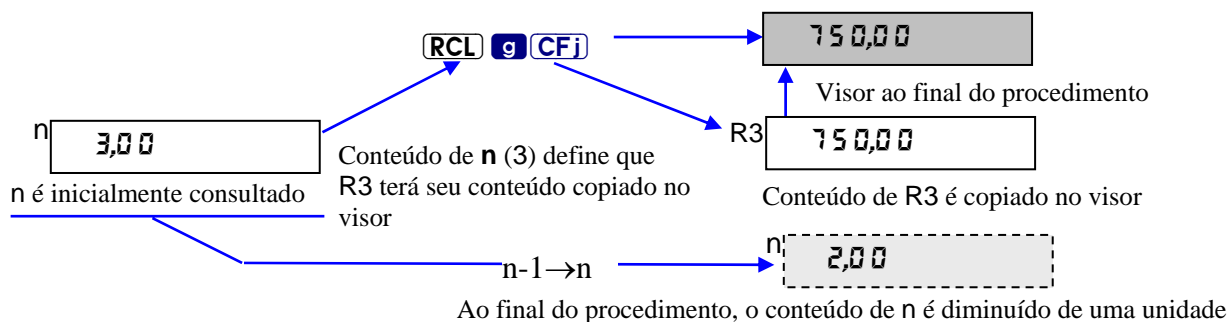 RCL g CFj
750,00
Visor ao final do procedimento
n
3,00
R3
750,00
Conteúdo de n (3) define que
R3 terá seu conteúdo copiado no
visor
n é inicialmente consultado
Conteúdo de R3 é copiado no visor
n-1→n
n
2,00
Ao final do procedimento, o conteúdo de n é diminuído de uma unidade